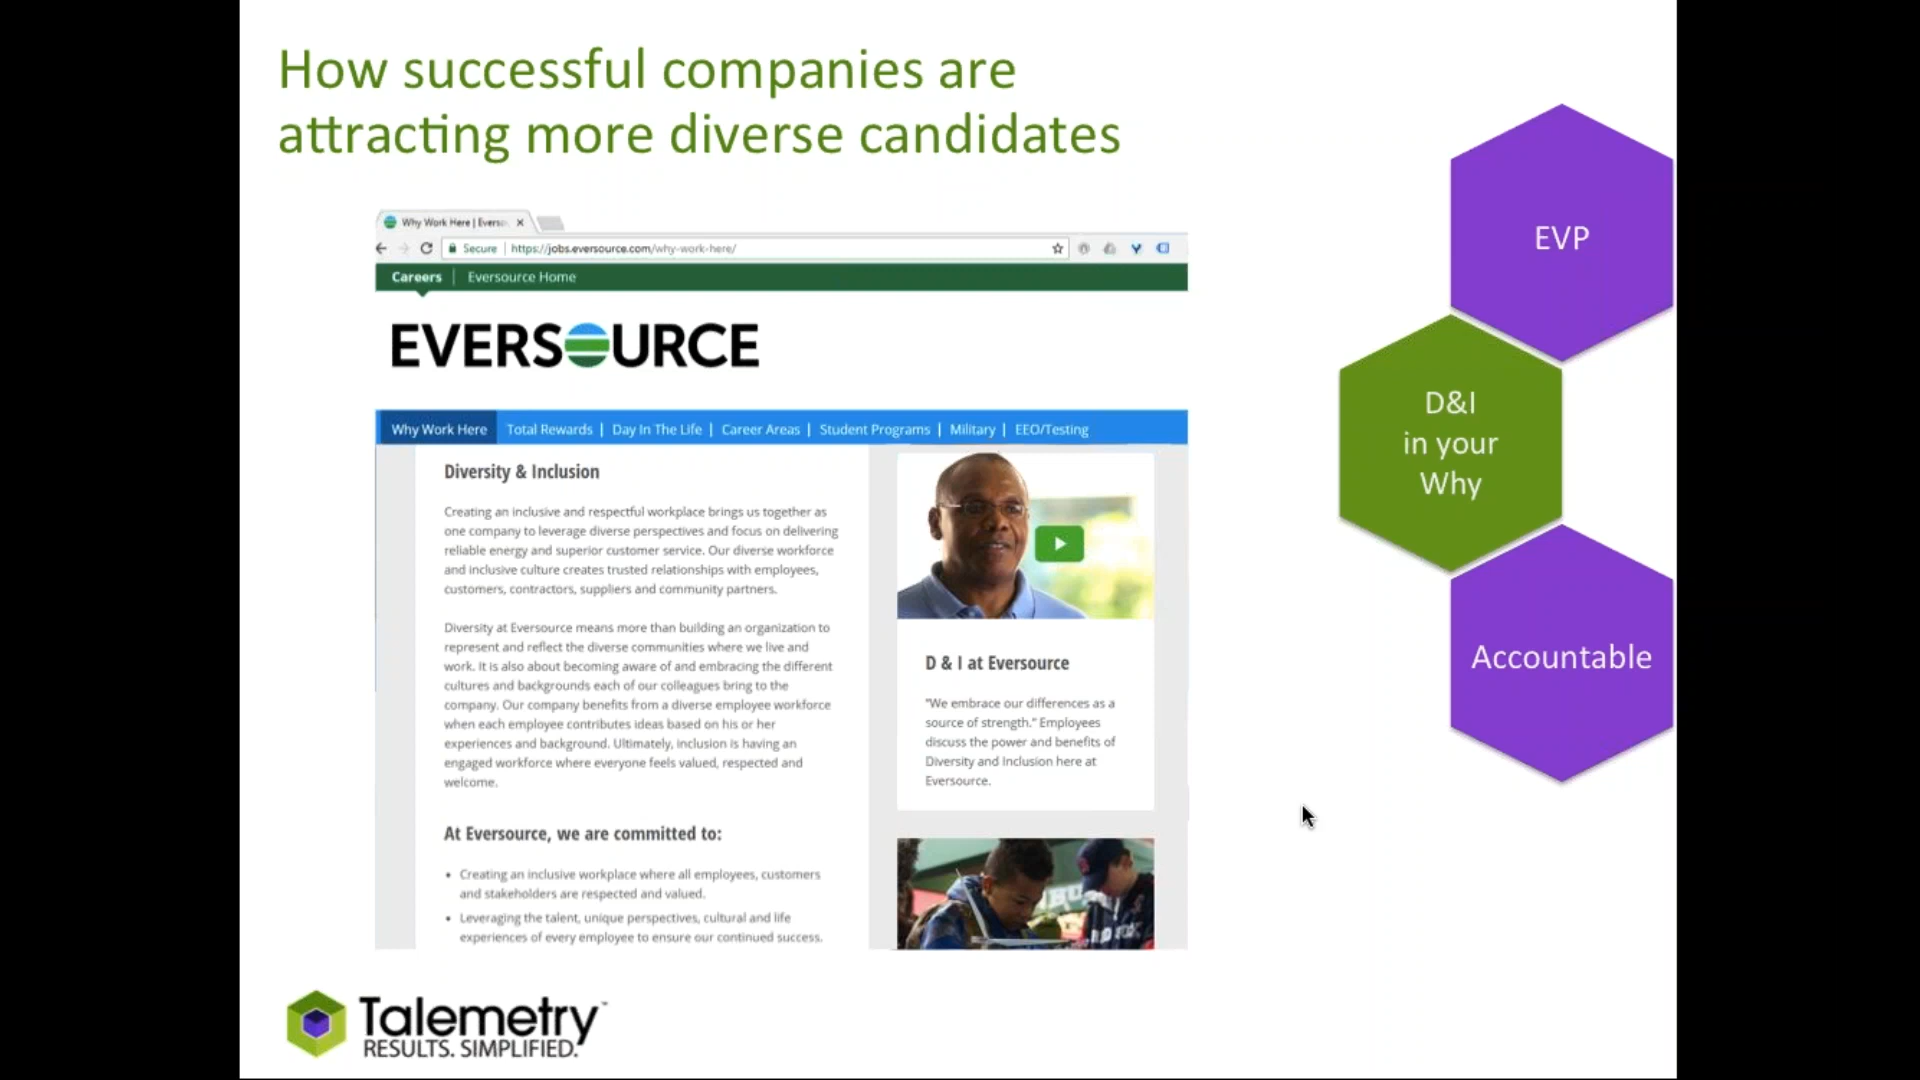 How successful companies are
attracting more diverse candidates
Why Work Here | Everso
Secure https://jobs.eversource.com/why-work-here/
Careers Eversource Home
EVERSOURCE
Why Work Here Total Rewards | Day In The Life | Career Areas | Student Programs | Military | EEO/Testing
Diversity & Inclusion
Creating an inclusive and respectful workplace brings us together as
one company to leverage diverse perspectives and focus on delivering
reliable energy and superior customer service. Our diverse workforce
and inclusive culture creates trusted relationships with employees,
customers, contractors, suppliers and community partners.
Diversity at Eversource means more than building an organization to
represent and reflect the diverse communities where we live and
work. It is also about becoming aware of and embracing the different
cultures and backgrounds each of our colleagues bring to the
company. Our company benefits from a diverse employee workforce
when each employee contributes ideas based on his or her
experiences and background. Ultimately, inclusion is having an
engaged workforce where everyone feels valued, respected and
welcome.
At Eversource, we are committed to:
• Creating an inclusive workplace where all employees, customers
and stakeholders are respected and valued.
• Leveraging the talent, unique perspectives, cultural and life
experiences of every employee to ensure our continued success.
D & I at Eversource
"We embrace our differences as a
source of strength." Employees
discuss the power and benefits of
Diversity and Inclusion here at
Eversource.
EVP
D&I
in your
Why
Accountable
Talemetry™
RESULTS. SIMPLIFIED.